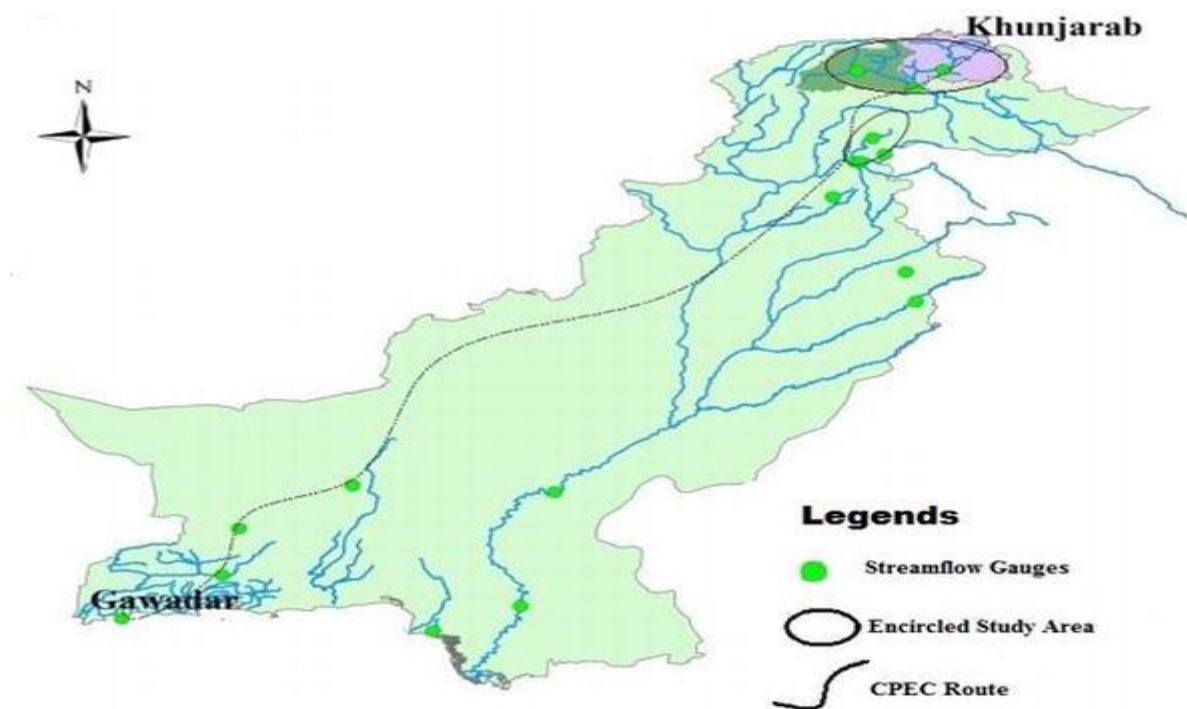 Khunjarab
N
Gawadar
Legends
Streamflow Gauges
Encircled Study Area
CPEC Route